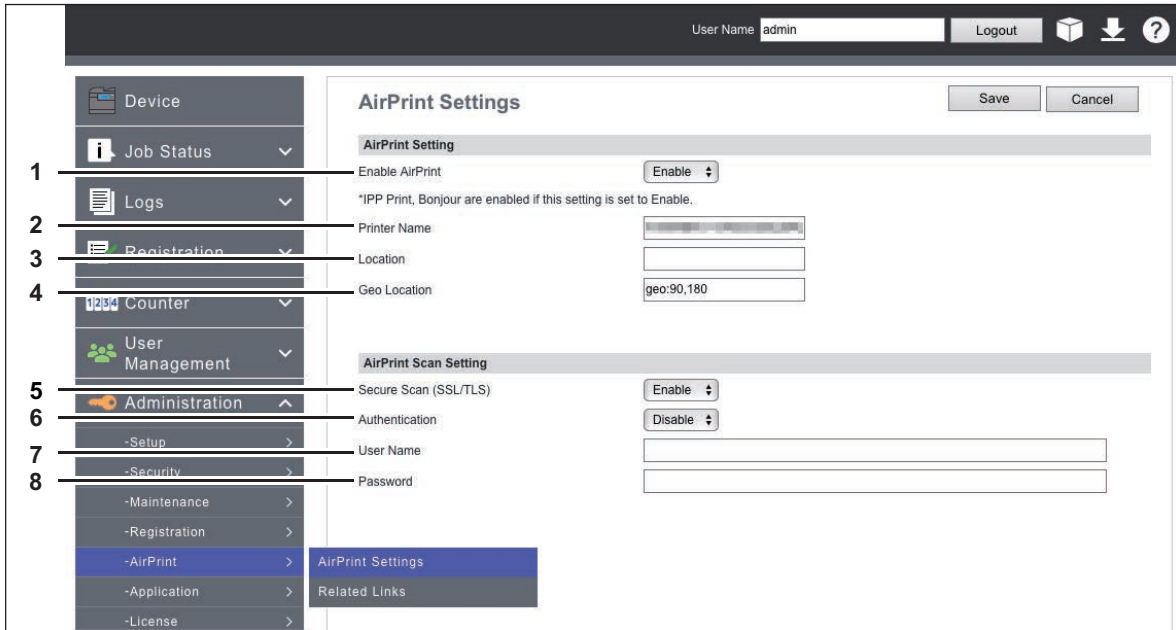 User Name admin Logout ?
Device
Job Status
Logs
Registration
1234 Counter
User
Management
Administration
-Setup
-Security
-Maintenance
-Registration
-AirPrint
-Application
-License
AirPrint Settings
Related Links
AirPrint Settings Save Cancel
AirPrint Setting
1 Enable AirPrint Enable
*IPP Print, Bonjour are enabled if this setting is set to Enable.
2 Printer Name
3 Location
4 Geo Location geo:90,180
AirPrint Scan Setting
5 Secure Scan (SSL/TLS) Enable
6 Authentication Disable
7 User Name
8 Password